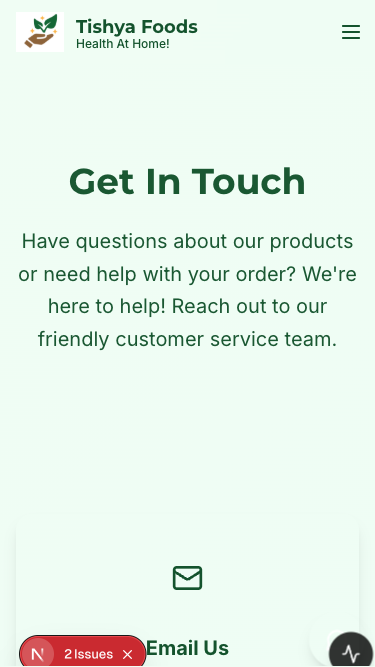 Tishya Foods
Health At Home!
Get In Touch
Have questions about our products
or need help with your order? We're
here to help! Reach out to our
friendly customer service team.
Email Us
N 2 Issues